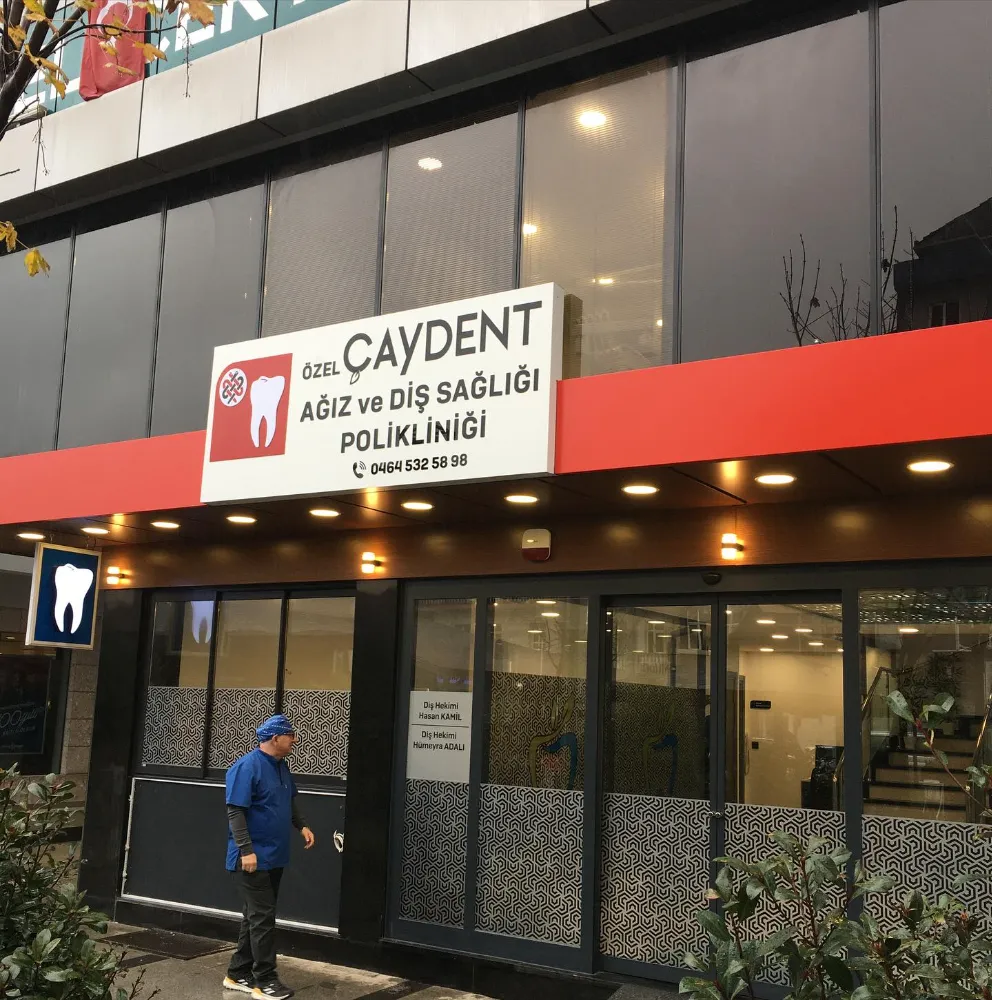 ÖZEL ÇAYDENT
AĞIZ ve DİŞ SAĞLIĞI
POLİKLİNİĞİ
0464 532 58 98
Diş Hekimi
Hasan KAMİL
Diş Hekimi
Hümeyra ADALI